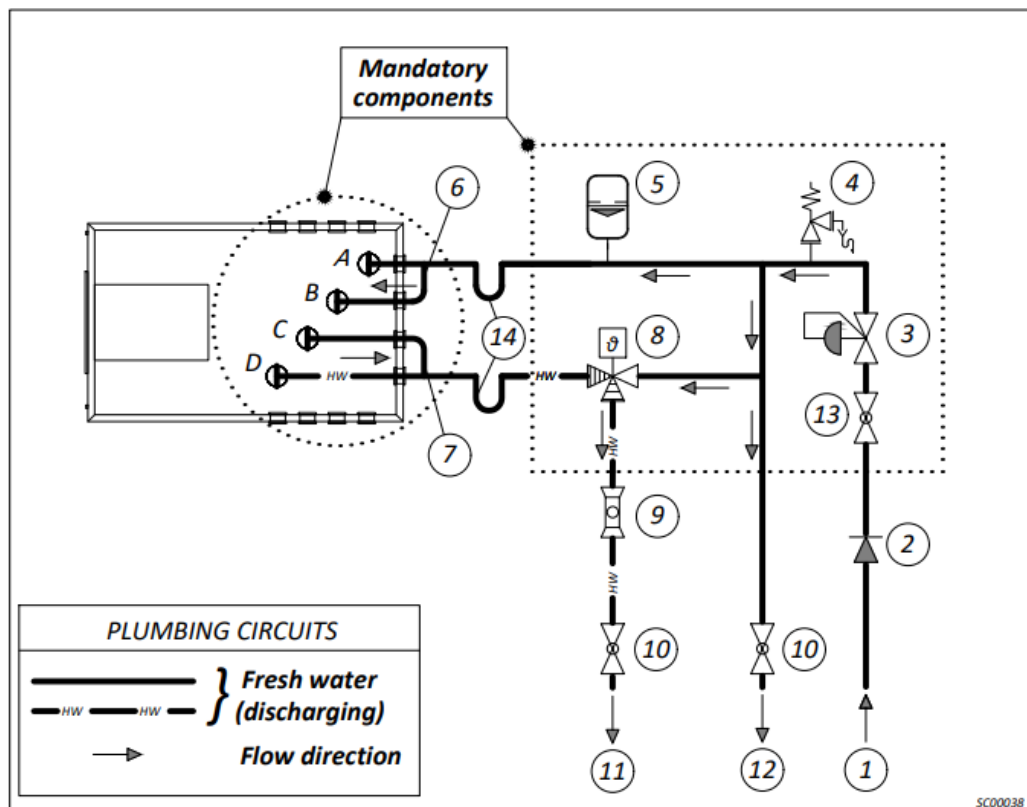 Mandatory
components
6
5
4
A
B
C
D
14
ϑ
8
3
HW
HW
13
7
HW
9
2
HW
10
10
PLUMBING CIRCUITS
} Fresh water
HW HW (discharging)
Flow direction
11
12
1
SC00038